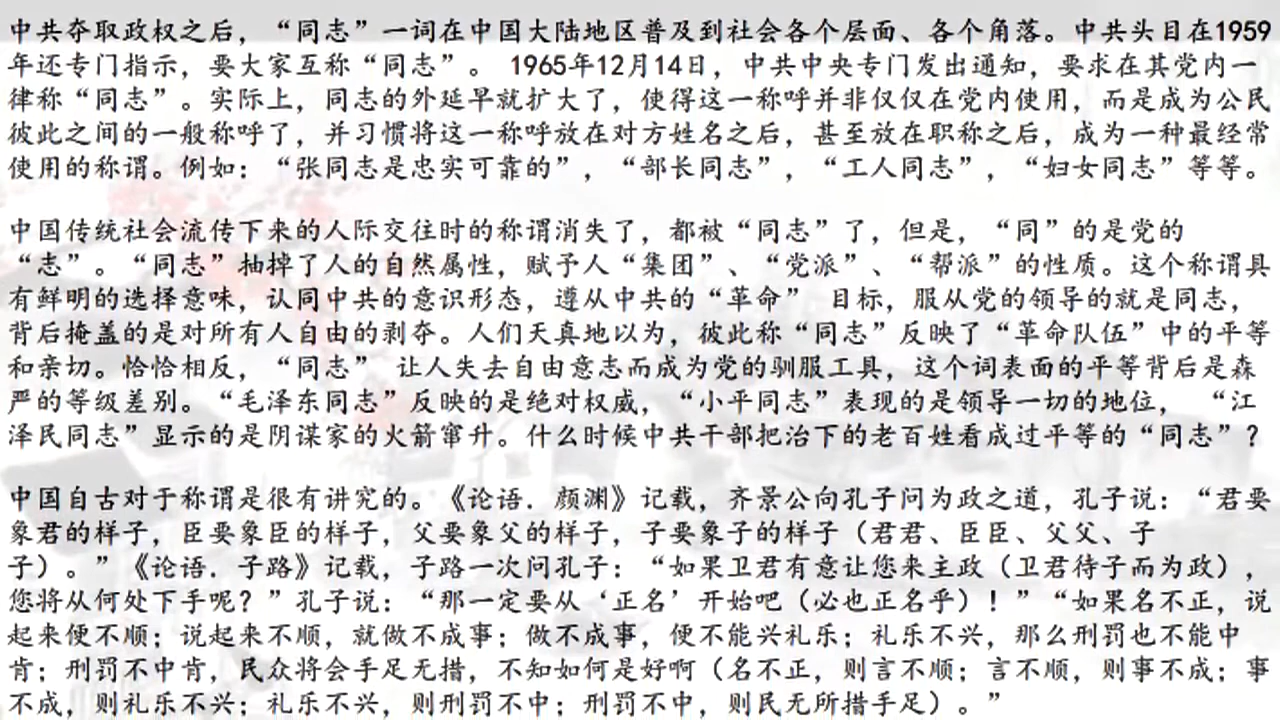 中共夺取政权之后，“同志”一词在中国大陆地区普及到社会各个层面、各个角落。中共头目在1959
年还专门指示，要大家互称“同志”。 1965年12月14日，中共中央专门发出通知，要求在其党内一
律称“同志”。实际上，同志的外延早就扩大了，使得这一称呼并非仅仅在党内使用，而是成为公民
彼此之间的一般称呼了，并习惯将这一称呼放在对方姓名之后，甚至放在职称之后，成为一种最经常
使用的称谓。例如：“张同志是忠实可靠的”，“部长同志”，“工人同志”，“妇女同志”等等。
中国传统社会流传下来的人际交往时的称谓消失了，都被“同志”了，但是，“同”的是党的
“志”。“同志”抽掉了人的自然属性，赋予人“集团”、“党派”、“帮派”的性质。这个称谓具
有鲜明的选择意味，认同中共的意识形态，遵从中共的“革命” 目标，服从党的领导的就是同志，
背后掩盖的是对所有人自由的剥夺。人们天真地以为，彼此称“同志”反映了“革命队伍”中的平等
和亲切。恰恰相反，“同志” 让人失去自由意志而成为党的驯服工具，这个词表面的平等背后是森
严的等级差别。“毛泽东同志”反映的是绝对权威，“小平同志”表现的是领导一切的地位， “江
泽民同志”显示的是阴谋家的火箭窜升。什么时候中共干部把治下的老百姓看成过平等的“同志”？
中国自古对于称谓是很有讲究的。《论语．颜渊》记载，齐景公向孔子问为政之道，孔子说：“君要
象君的样子，臣要象臣的样子，父要象父的样子，子要象子的样子（君君、臣臣、父父、子
子）。”《论语．子路》记载，子路一次问孔子：“如果卫君有意让您来主政（卫君待子而为政），
您将从何处下手呢？”孔子说：“那一定要从‘正名’开始吧（必也正名乎）！”“如果名不正，说
起来便不顺；说起来不顺，就做不成事；做不成事，便不能兴礼乐；礼乐不兴，那么刑罚也不能中
肯；刑罚不中肯，民众将会手足无措，不知如何是好啊（名不正，则言不顺；言不顺，则事不成；事
不成，则礼乐不兴；礼乐不兴，则刑罚不中；刑罚不中，则民无所措手足）。”